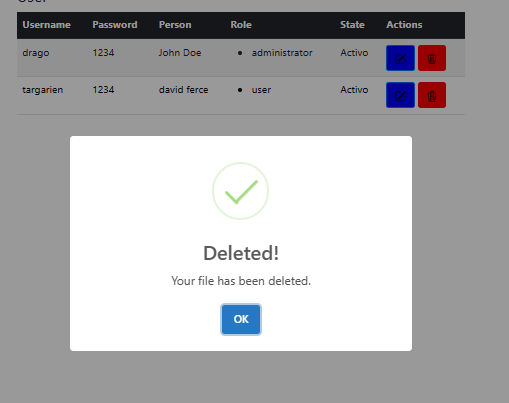 User
Username Password Person Role State Actions
drago 1234 John Doe • administrator Activo
targarien 1234 david ferce • user Activo
Deleted!
Your file has been deleted.
OK